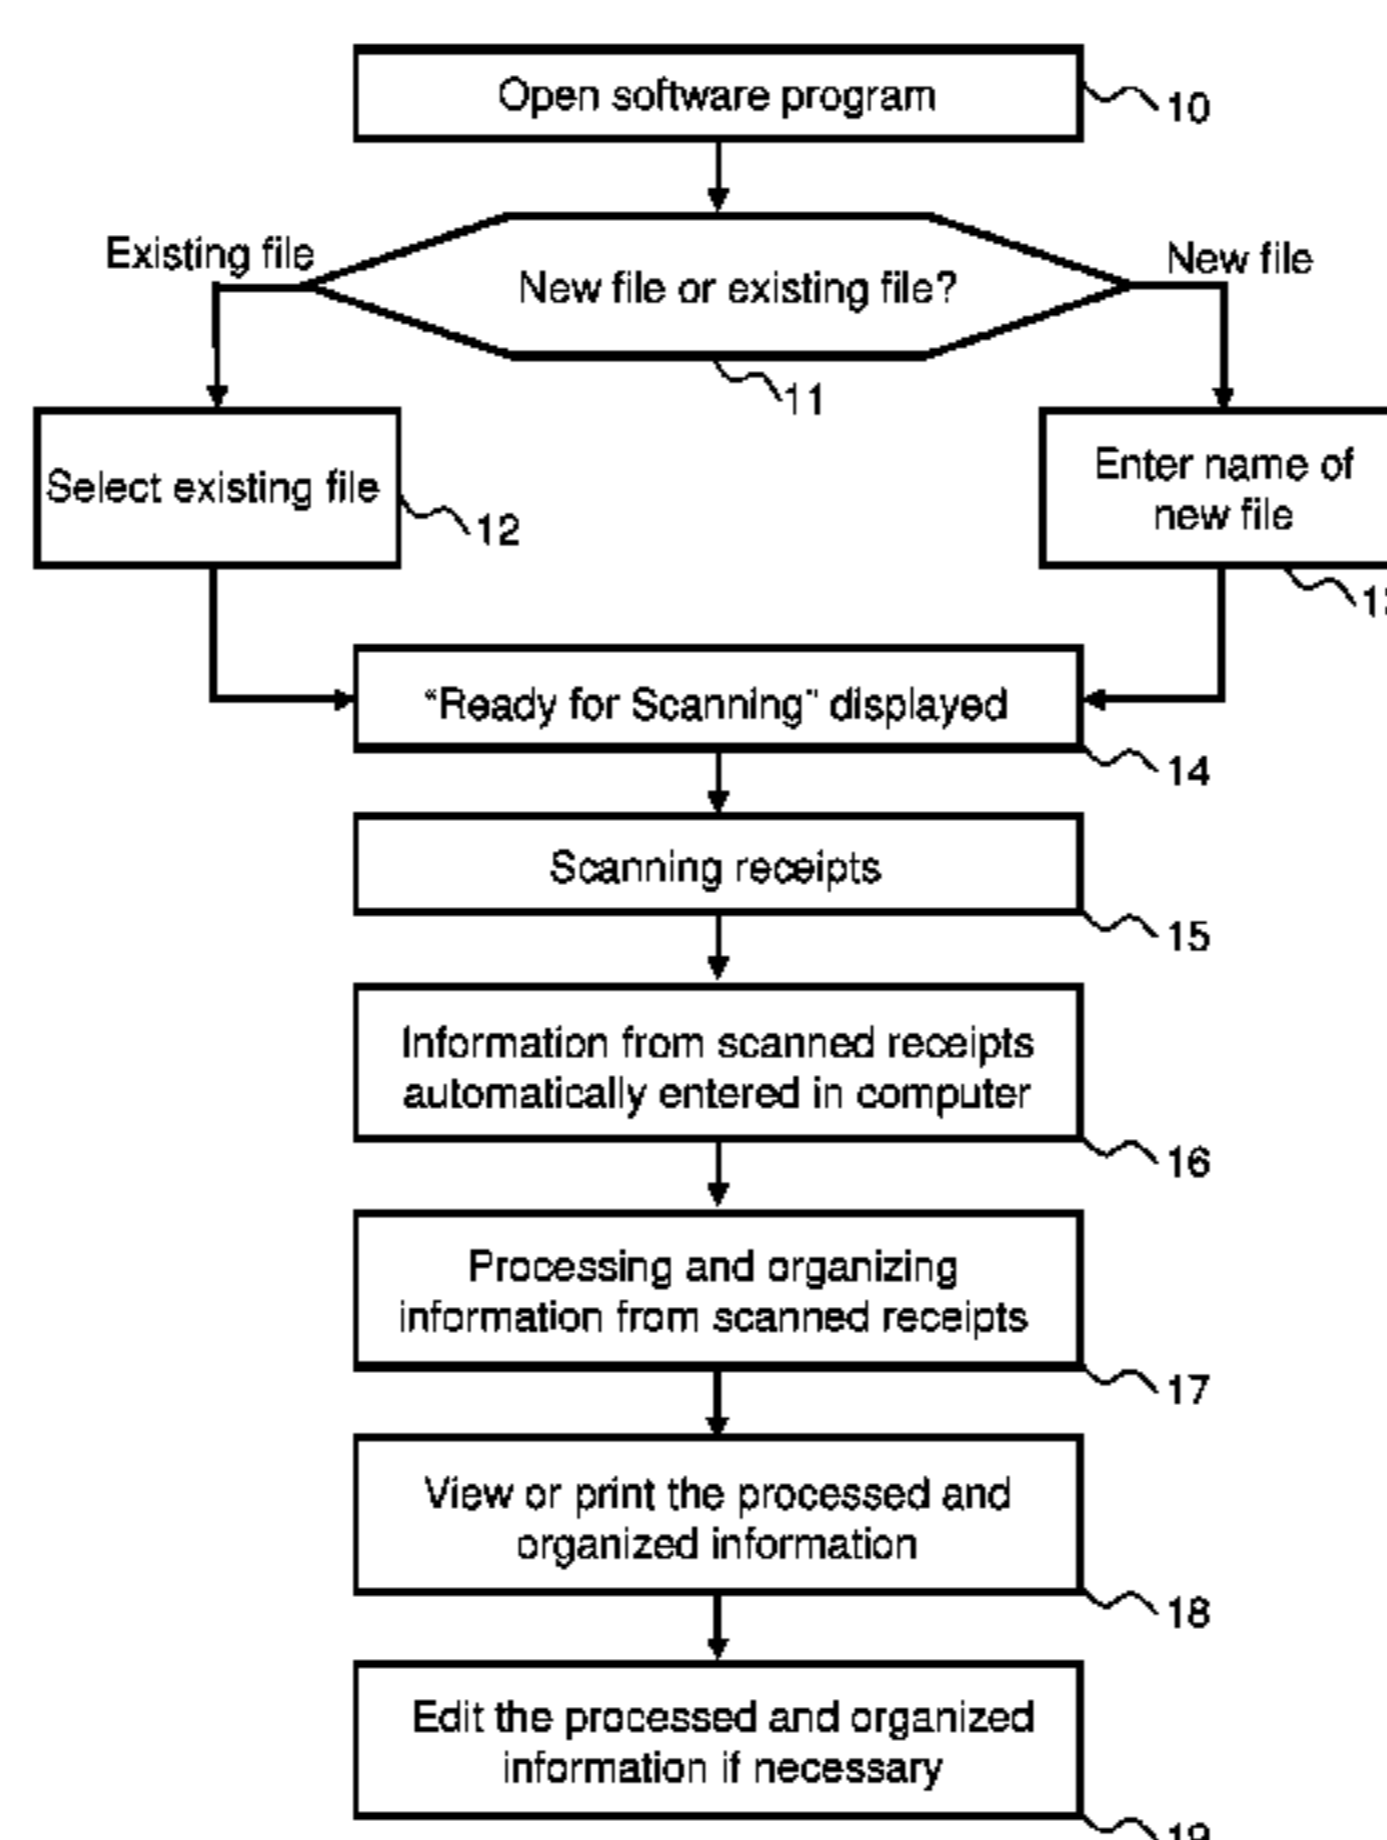 Open software program
10
Existing file
New file
New file or existing file?
11
Select existing file
12
Enter name of
new file
“Ready for Scanning” displayed
14
Scanning receipts
15
Information from scanned receipts
automatically entered in computer
16
Processing and organizing
information from scanned receipts
17
View or print the processed and
organized information
18
Edit the processed and organized
information if necessary